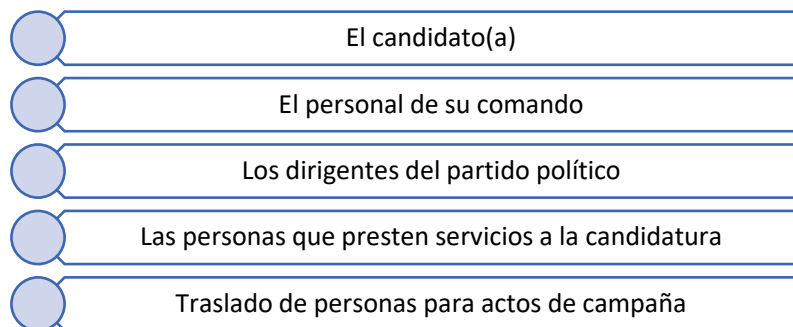 El candidato(a)
El personal de su comando
Los dirigentes del partido político
Las personas que presten servicios a la candidatura
Traslado de personas para actos de campaña